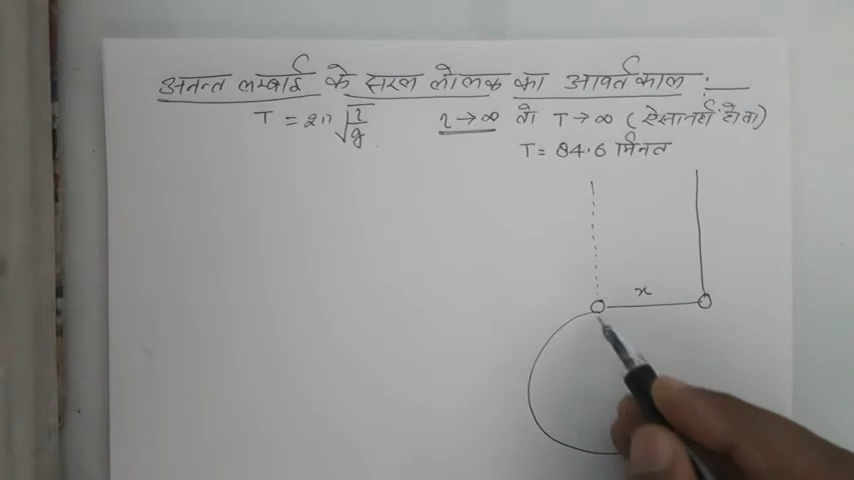 अनन्त लम्बाई के सरल लोलक का आवर्तकाल :—
T = 2π √l/g l → ∞ तो T → ∞ (ऐसा नहीं होता)
T = 84.6 मिनट
x